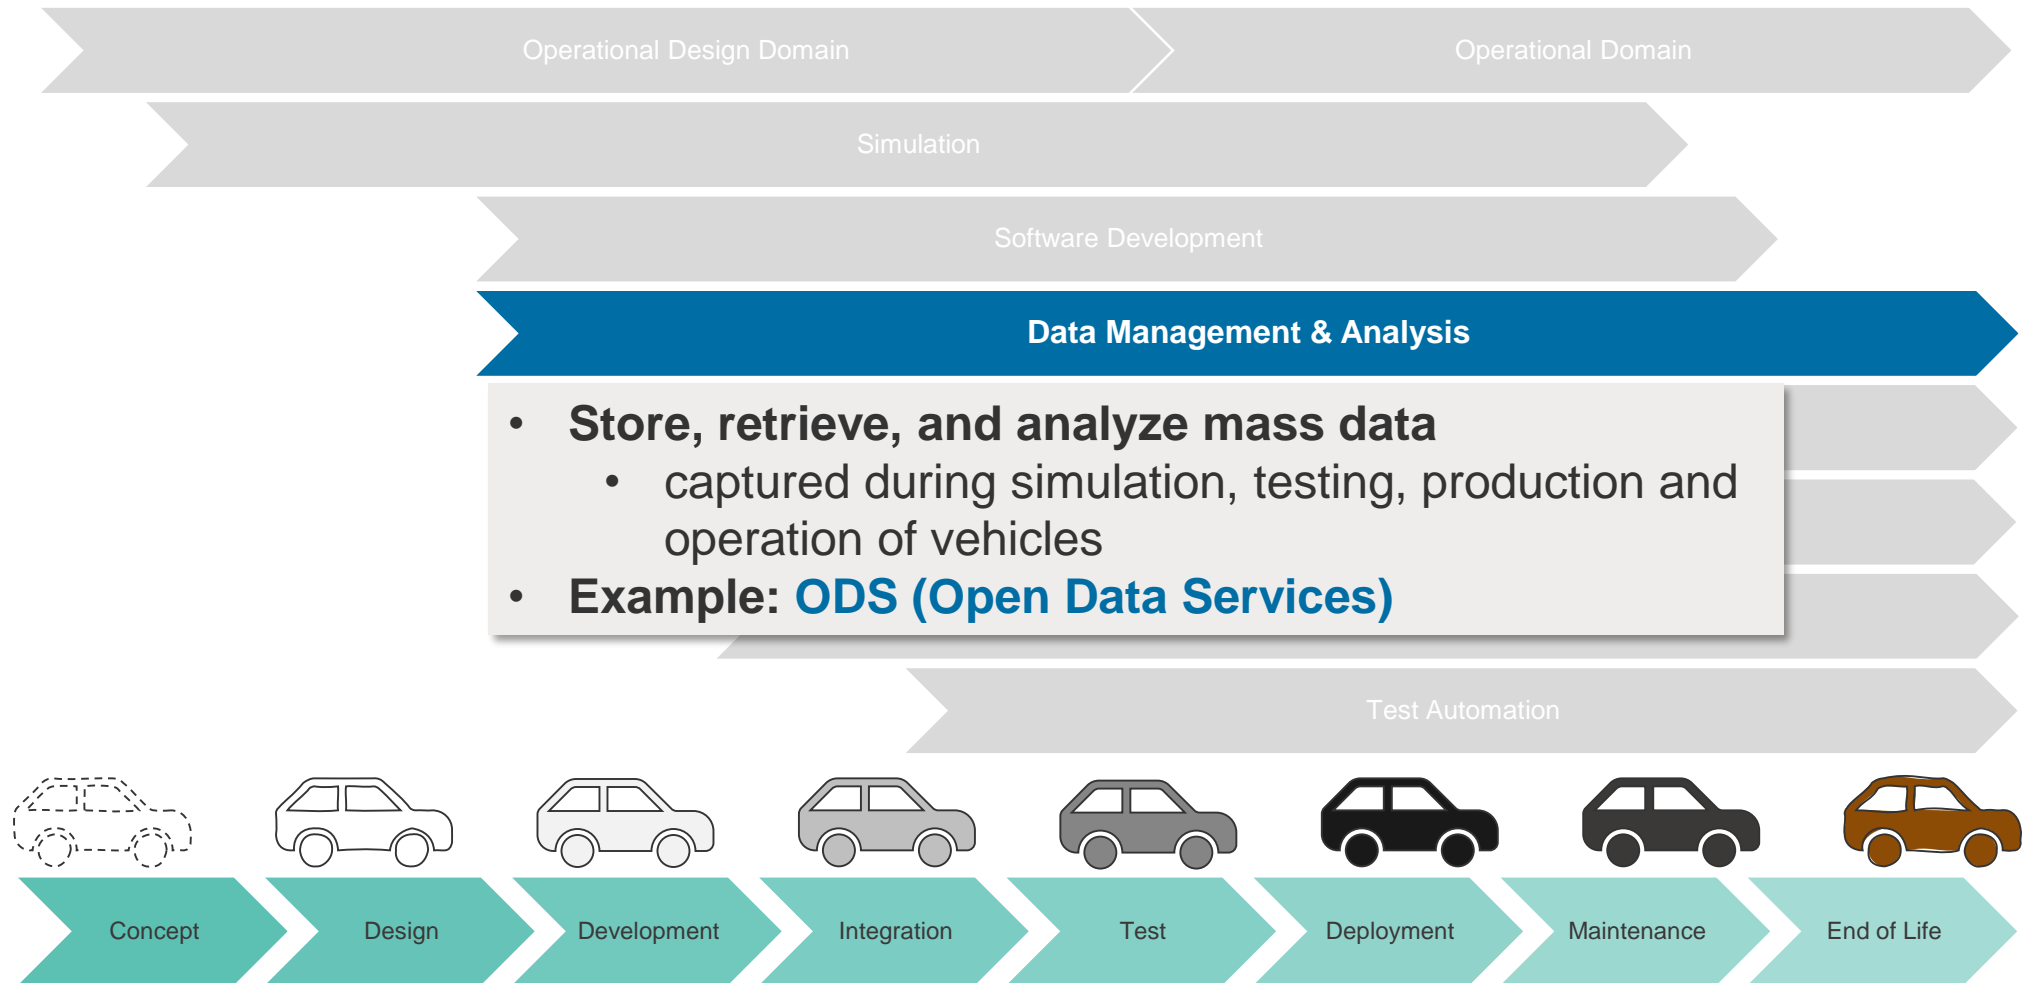 Operational Design Domain
Operational Domain
Simulation
Software Development
Data Management & Analysis
• Store, retrieve, and analyze mass data
• captured during simulation, testing, production and
operation of vehicles
• Example: ODS (Open Data Services)
Test Automation
Concept
Design
Development
Integration
Test
Deployment
Maintenance
End of Life